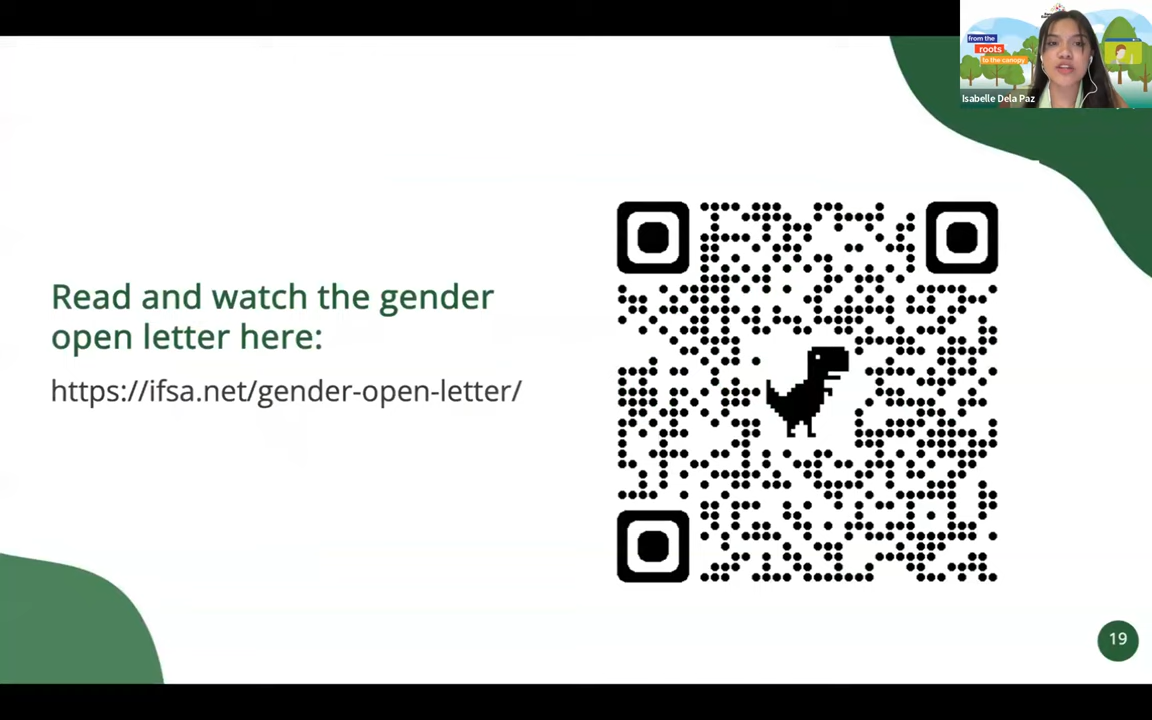 from the
roots
to the canopy
Isabelle Dela Paz
Read and watch the gender
open letter here:
https://ifsa.net/gender-open-letter/
19